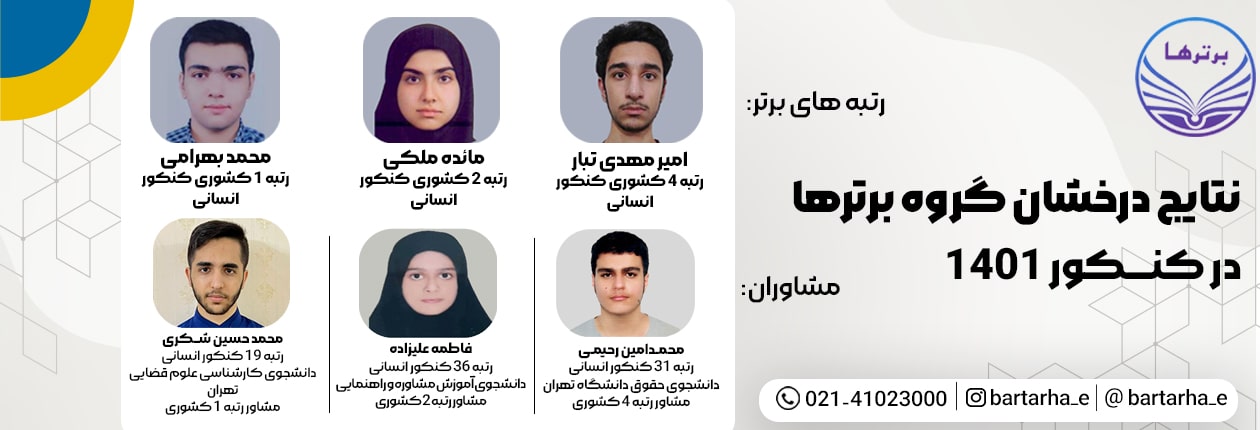 برترها
نتایج درخشان گروه برترها
در کنـــکور 1401
021-41023000
bartarha_e
@ bartarha_e
رتبه های برتر:
امیر مهدی تبار
رتبه 4 کشوری کنکور
انسانی
مائده ملکی
رتبه 2 کشوری کنکور
انسانی
محمد بهرامی
رتبه 1 کشوری کنکور
انسانی
مشاوران:
محمدامین رحیمی
رتبه 31 کنکور انسانی
دانشجوی حقوق دانشگاه تهران
مشاور رتبه 4 کشوری
فاطمه علیزاده
رتبه 36 کنکور انسانی
دانشجوی آموزش مشاوره و راهنمایی
مشاور رتبه 2 کشوری
محمد حسین شکری
رتبه 19 کنکور انسانی
دانشجوی کارشناسی علوم قضایی
تهران
مشاور رتبه 1 کشوری